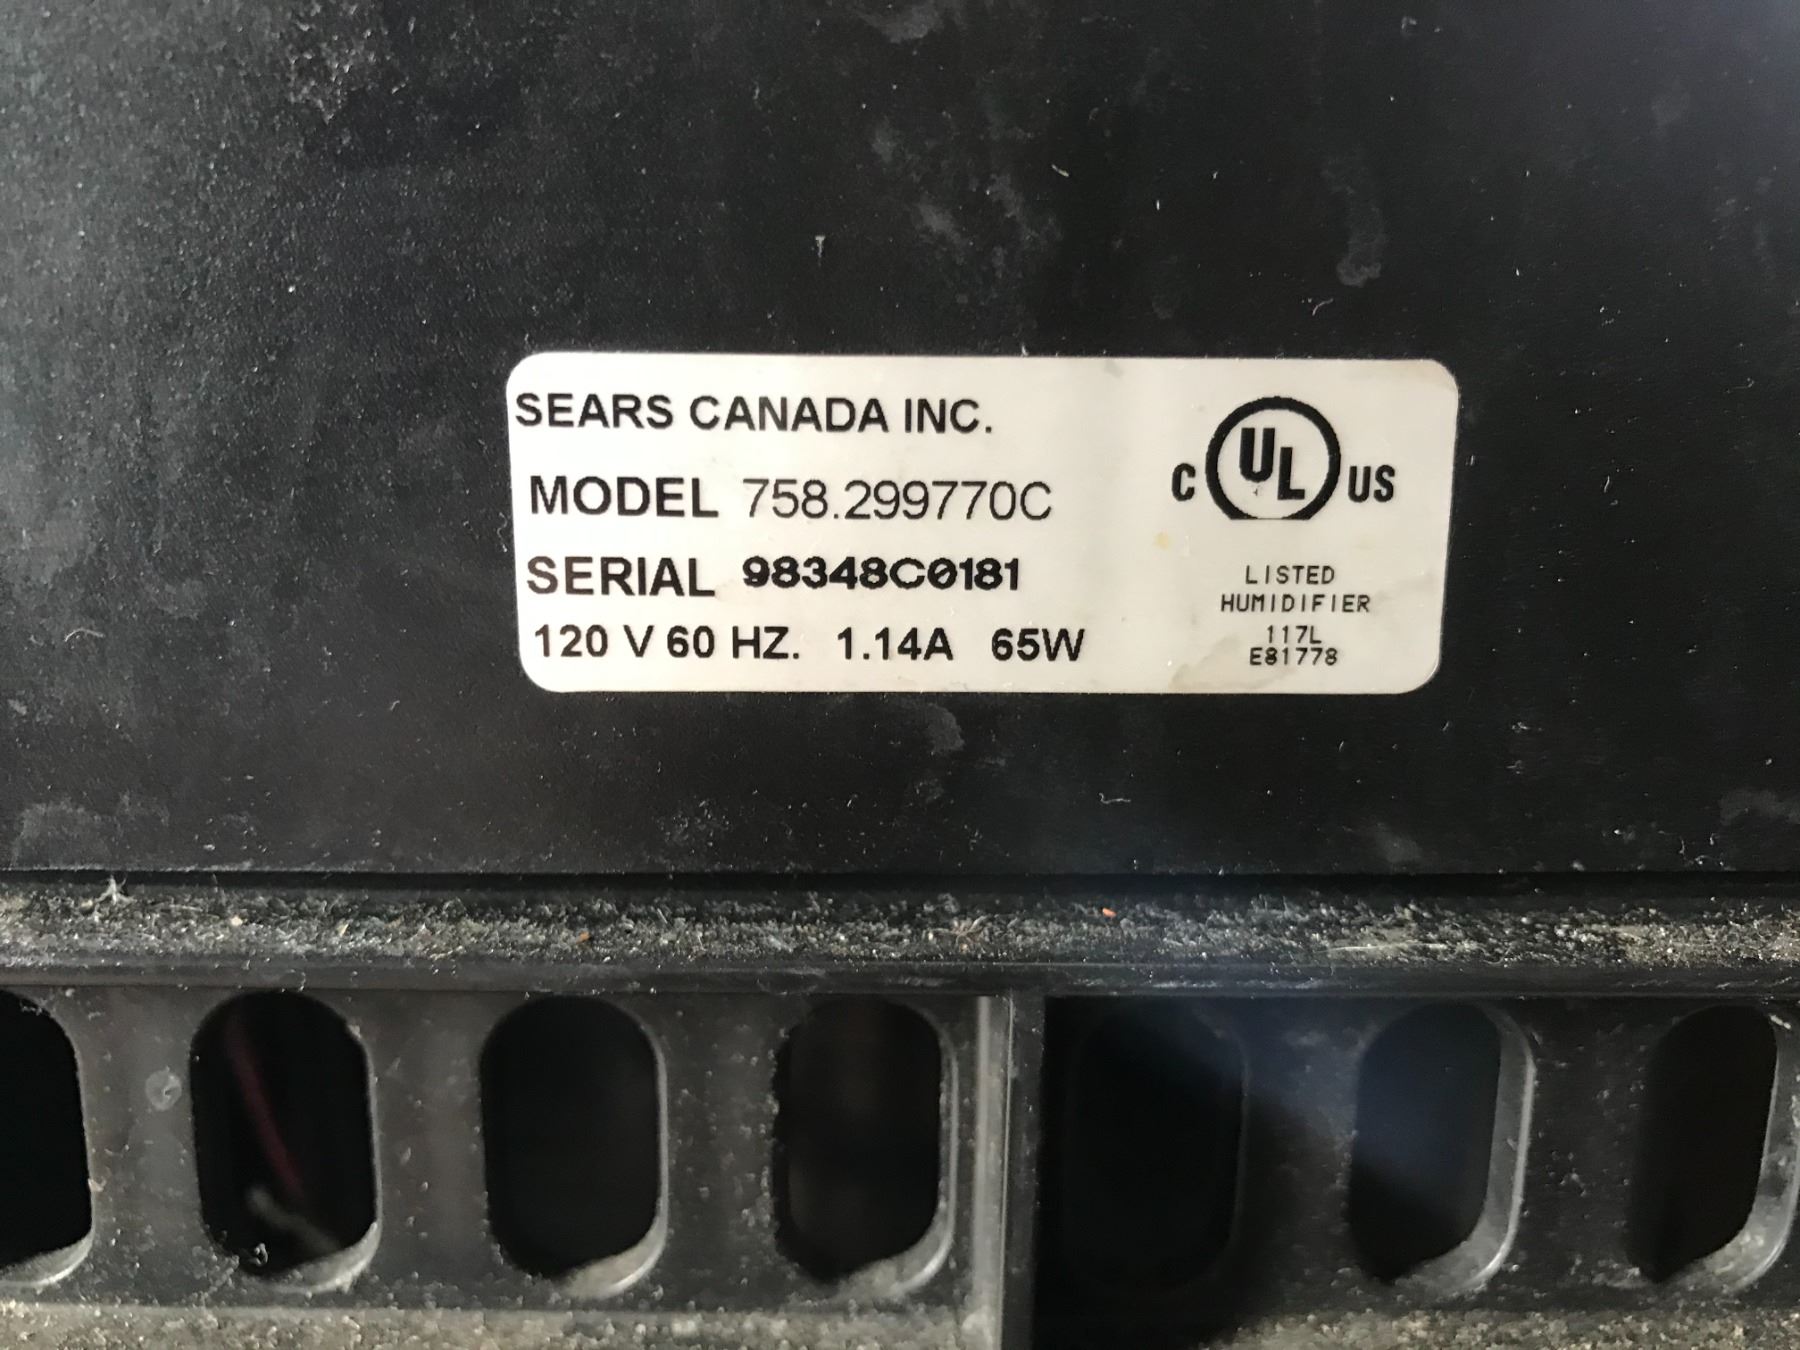 SEARS CANADA INC.
MODEL 758.299770C
SERIAL 98348C0181
120 V 60 HZ. 1.14A 65W
C UL US
LISTED
HUMIDIFIER
117L
E81778